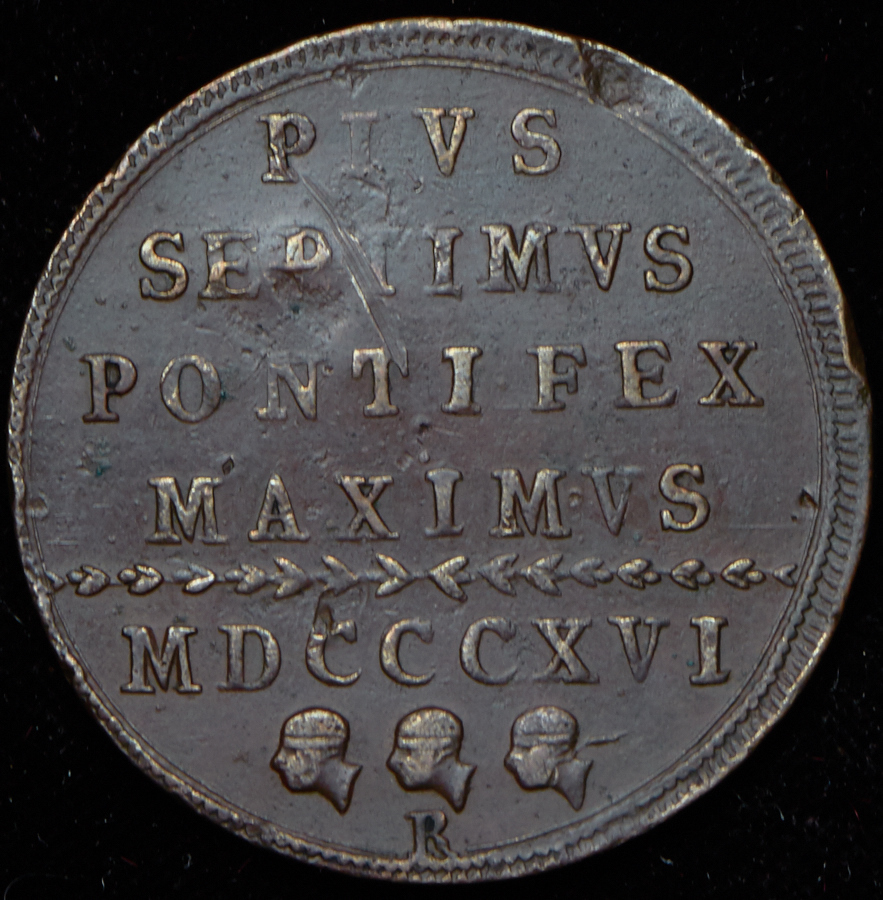 PIVS
SEPTIMVS
PONTIFEX
MAXIMVS
MDCCCXVI
R